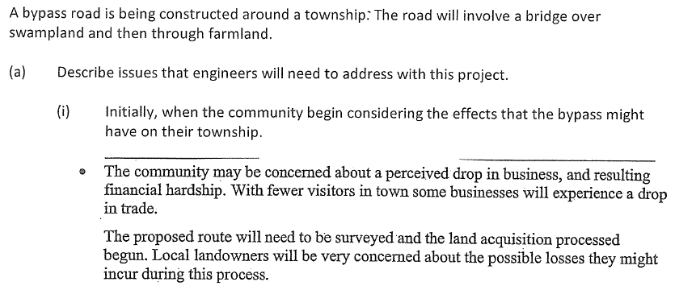 A bypass road is being constructed around a township: The road will involve a bridge over
swampland and then through farmland.
(a) Describe issues that engineers will need to address with this project.
(i) Initially, when the community begin considering the effects that the bypass might
have on their township.
• The community may be concerned about a perceived drop in business, and resulting
financial hardship. With fewer visitors in town some businesses will experience a drop
in trade.
The proposed route will need to be surveyed and the land acquisition processed
begun. Local landowners will be very concerned about the possible losses they might
incur during this process.